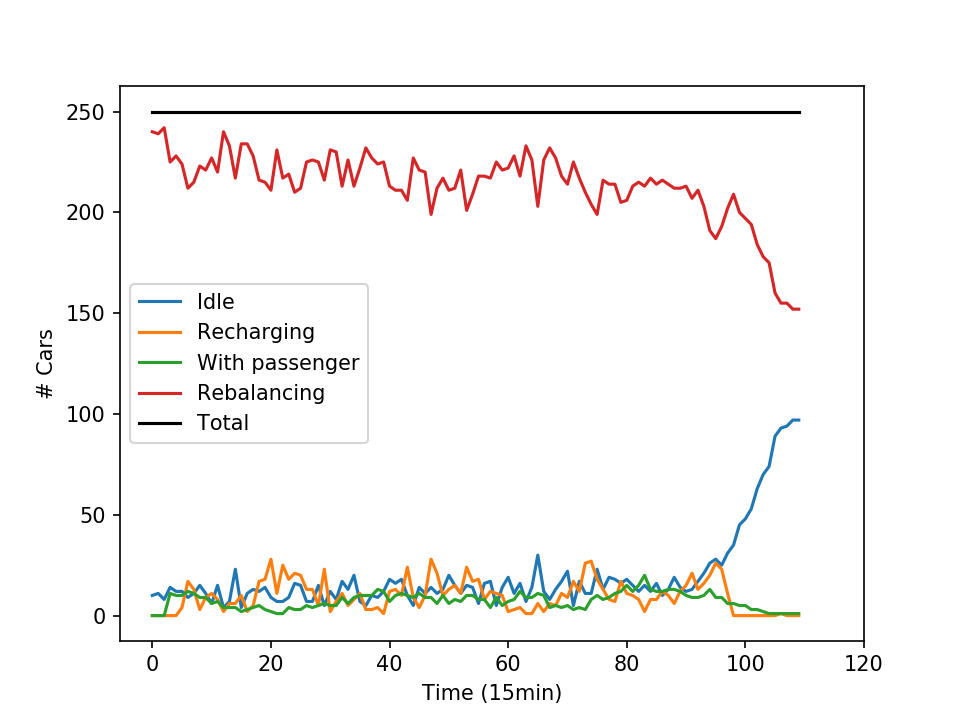 250
200
150
100
50
0
# Cars
Idle
Recharging
With passenger
Rebalancing
Total
0 20 40 60 80 100 120
Time (15min)